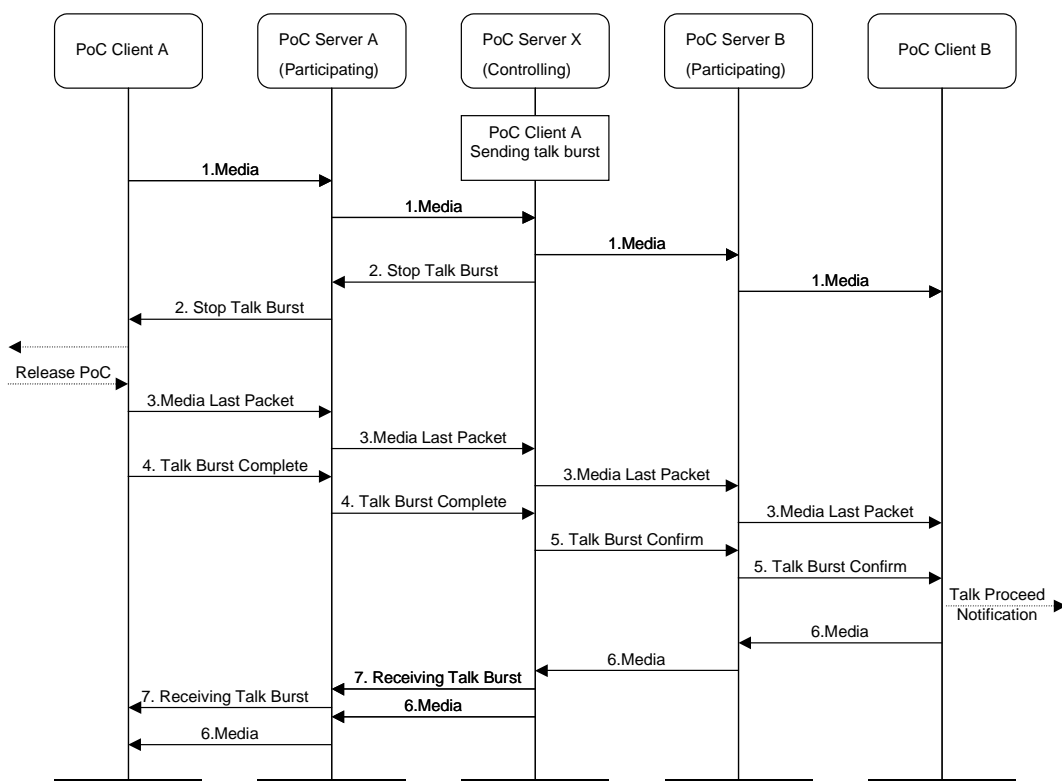 PoC Client A
PoC Server A
(Participating)
PoC Server X
(Controlling)
PoC Server B
(Participating)
PoC Client B
PoC Client A
Sending talk burst
1.Media
1.Media
1.Media
2. Stop Talk Burst
1.Media
2. Stop Talk Burst
Release PoC
3.Media Last Packet
3.Media Last Packet
4. Talk Burst Complete
3.Media Last Packet
4. Talk Burst Complete
3.Media Last Packet
5. Talk Burst Confirm
5. Talk Burst Confirm
Talk Proceed
Notification
6.Media
6.Media
7. Receiving Talk Burst
7. Receiving Talk Burst
6.Media
6.Media